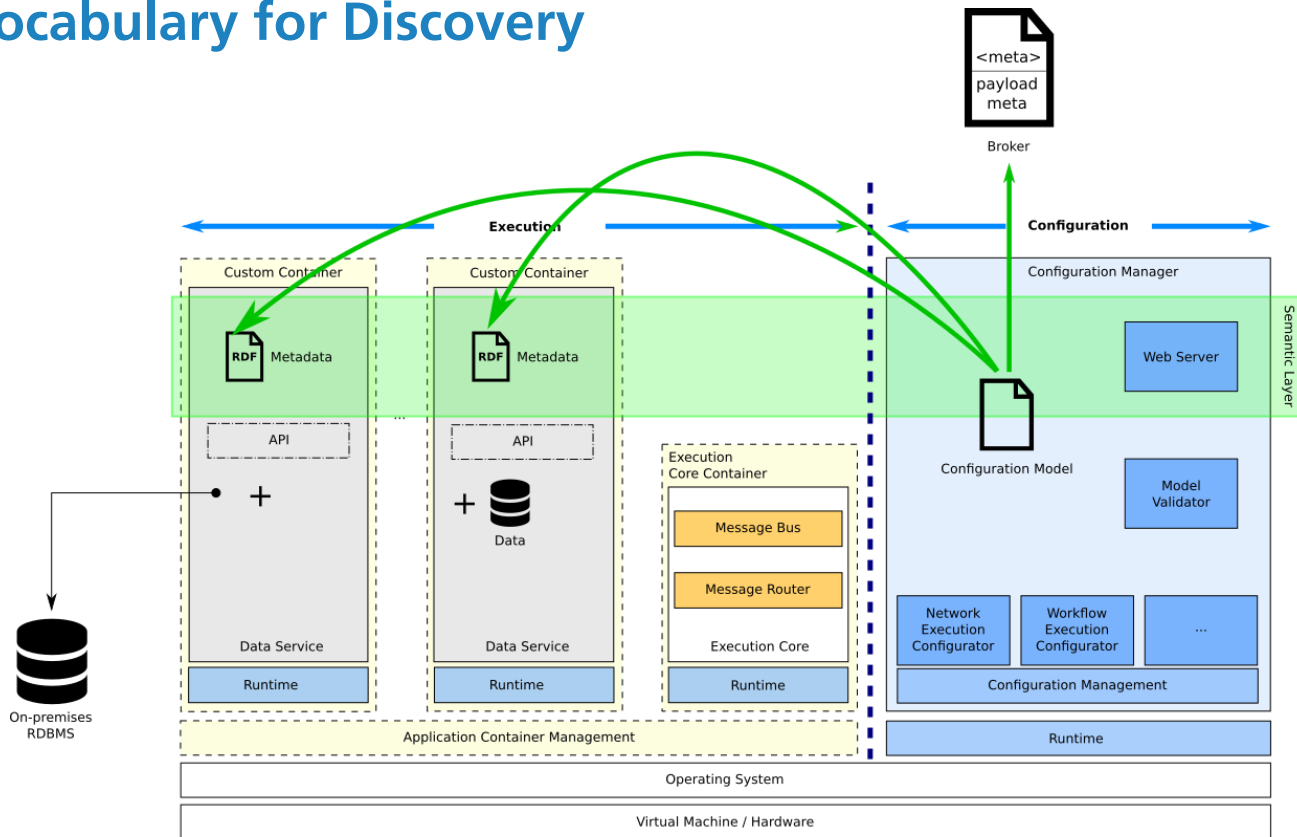 ocabulary for Discovery
<meta>
payload
meta
Broker
Execution
Configuration
Custom Container
Custom Container
Configuration Manager
RDF
Metadata
RDF
Metadata
Web Server
Semantic Layer
...
API
API
Configuration Model
Execution
Core Container
Model
Validator
+
+
Data
Message Bus
Message Router
Network
Execution
Configurator
Workflow
Execution
Configurator
...
Data Service
Data Service
Execution Core
Runtime
Runtime
Runtime
Configuration Management
On-premises
RDBMS
Application Container Management
Runtime
Operating System
Virtual Machine / Hardware